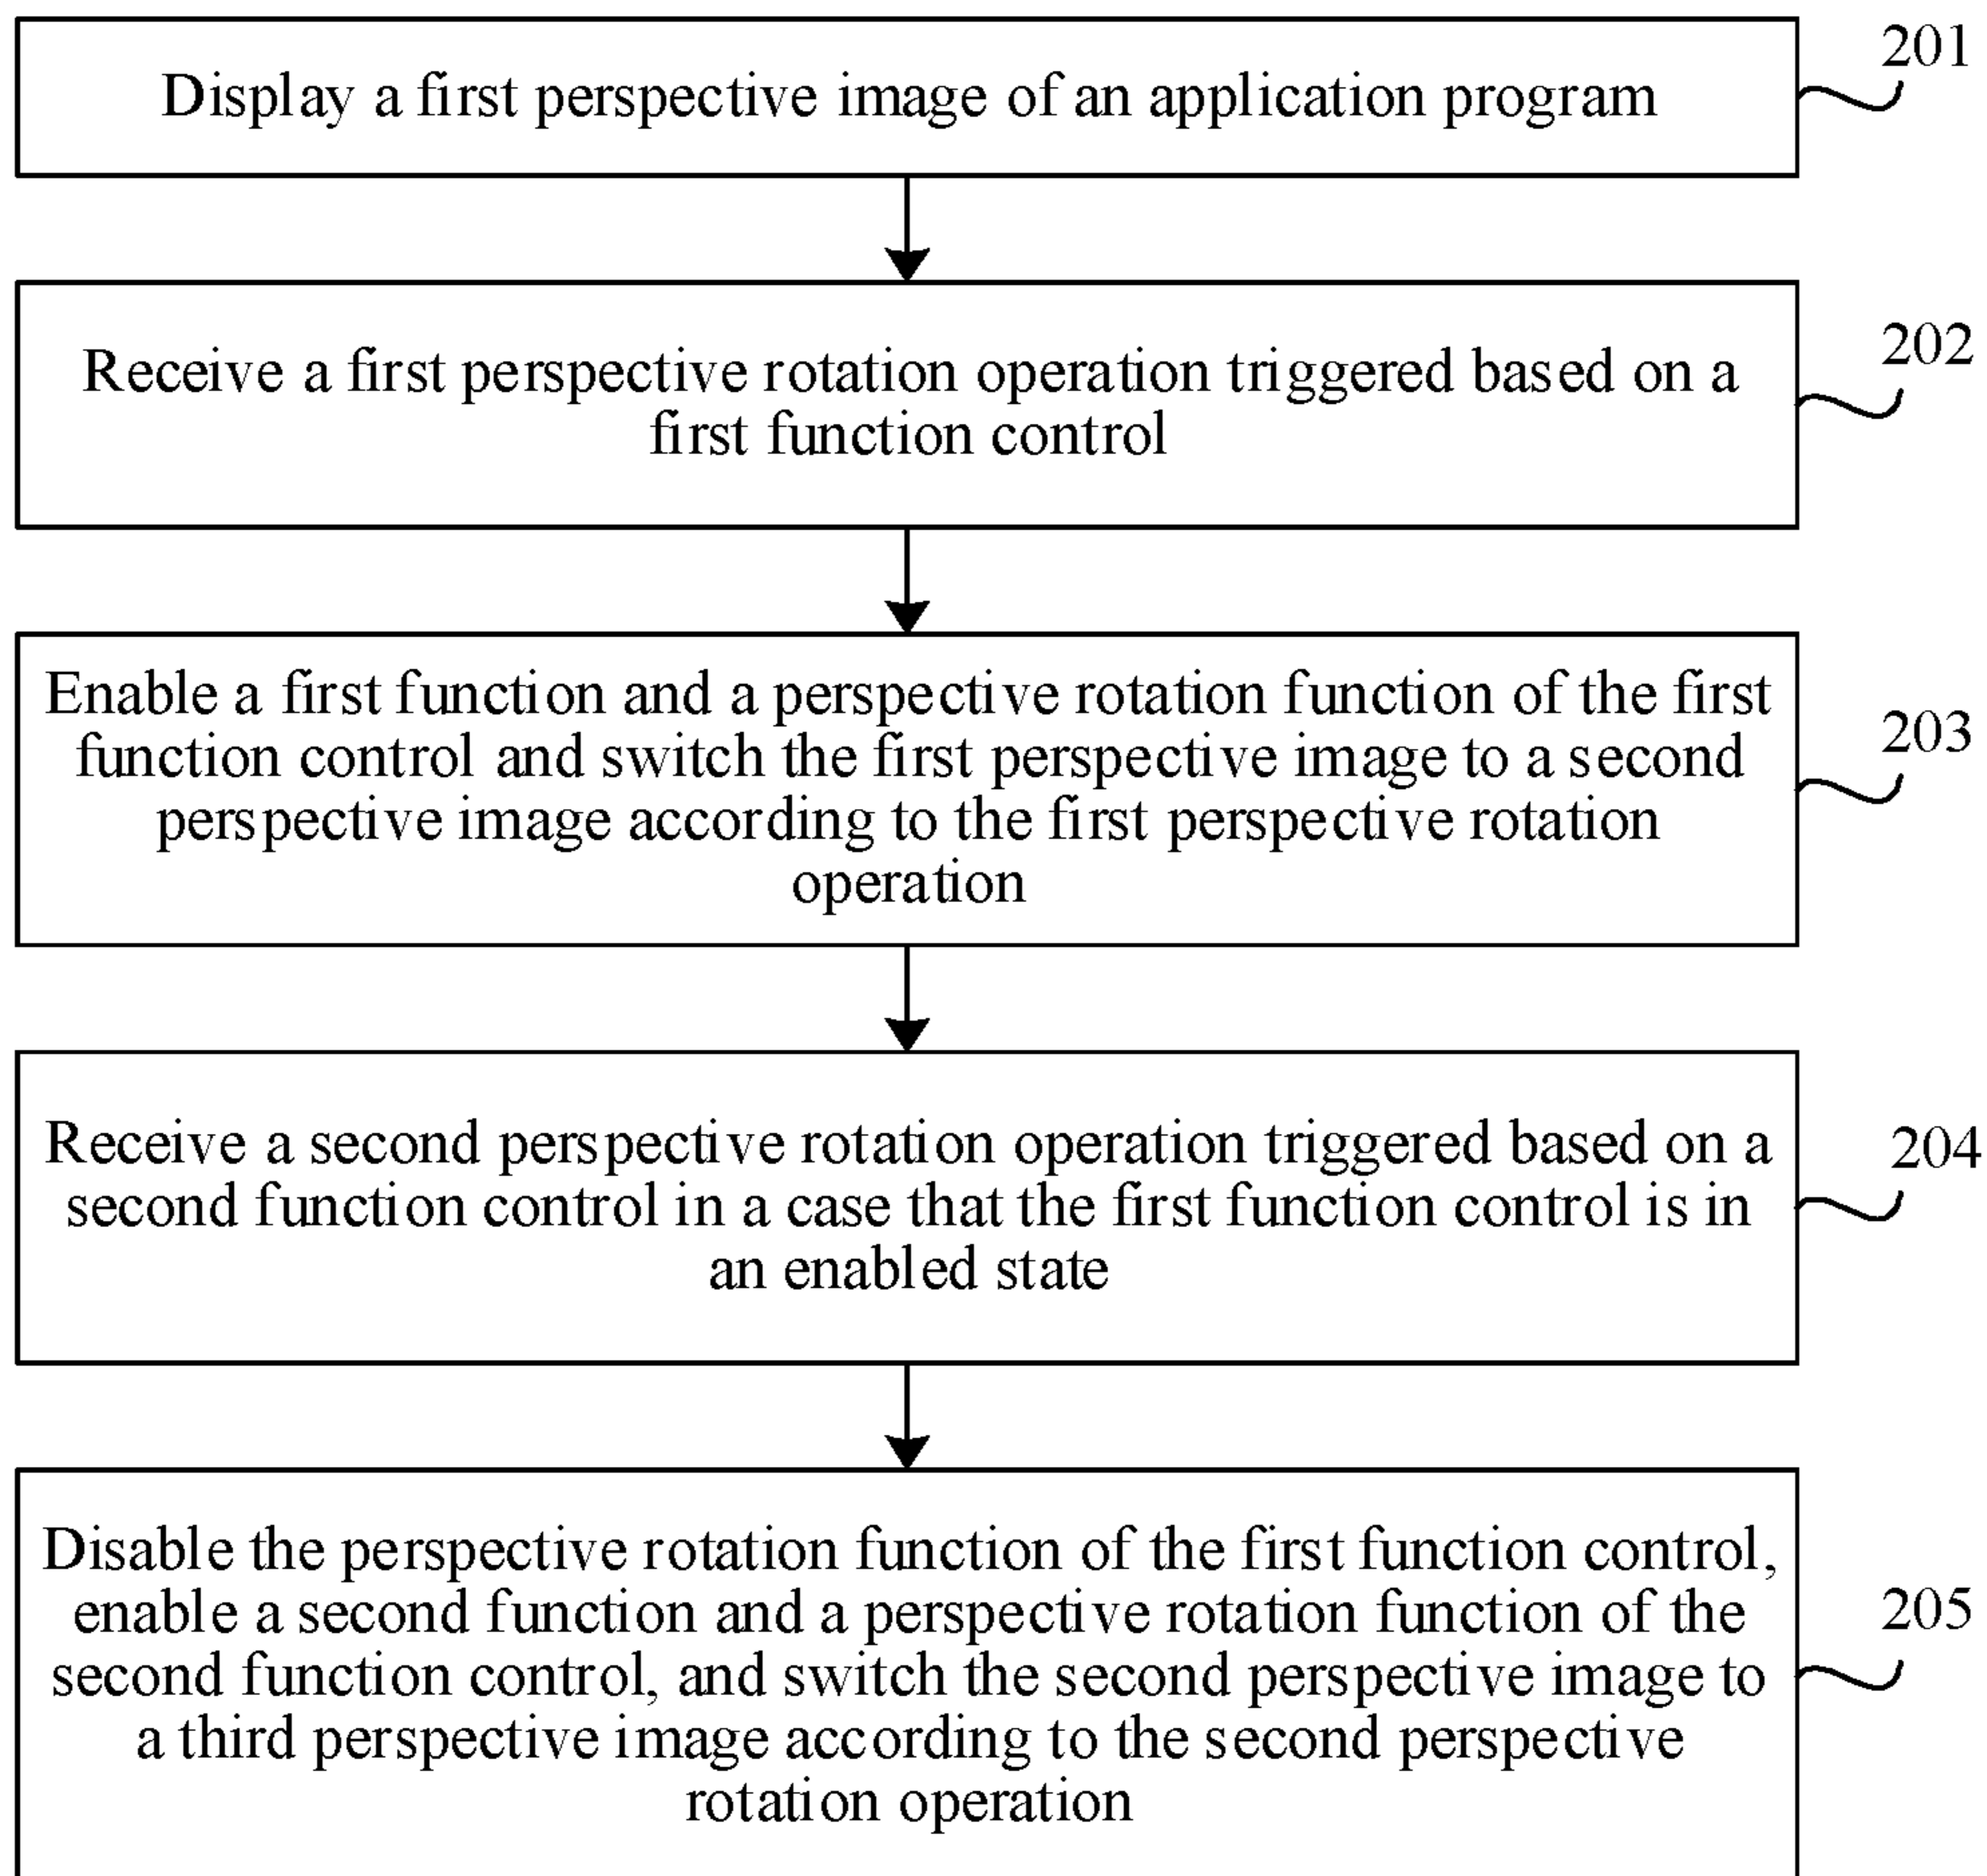 Display a first perspective image of an application program
201
Receive a first perspective rotation operation triggered based on a
first function control
202
Enable a first function and a perspective rotation function of the first
function control and switch the first perspective image to a second
perspective image according to the first perspective rotation
operation
203
Receive a second perspective rotation operation triggered based on a
second function control in a case that the first function control is in
an enabled state
204
Disable the perspective rotation function of the first function control,
enable a second function and a perspective rotation function of the
second function control, and switch the second perspective image to
a third perspective image according to the second perspective
rotation operation
205